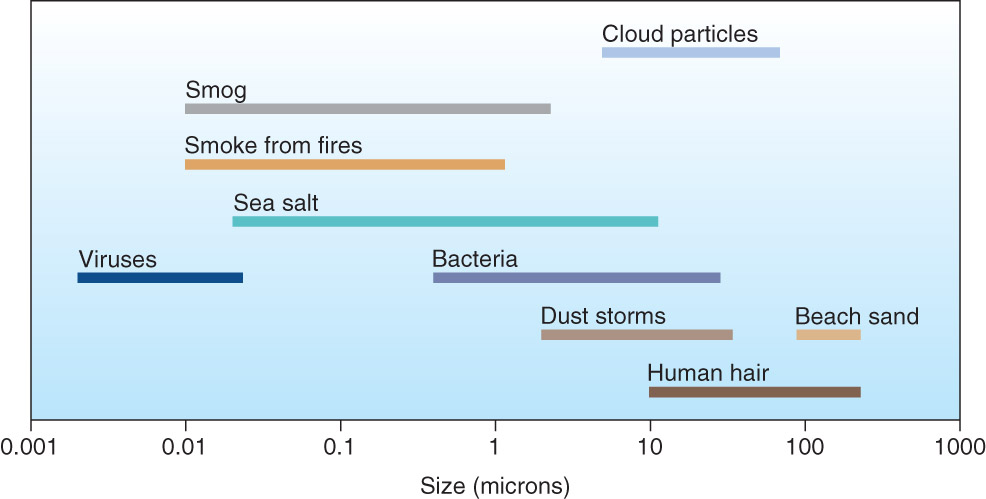 Cloud particles
Smog
Smoke from fires
Sea salt
Viruses
Bacteria
Dust storms
Beach sand
Human hair
0.001 0.01 0.1 1 10 100 1000
Size (microns)